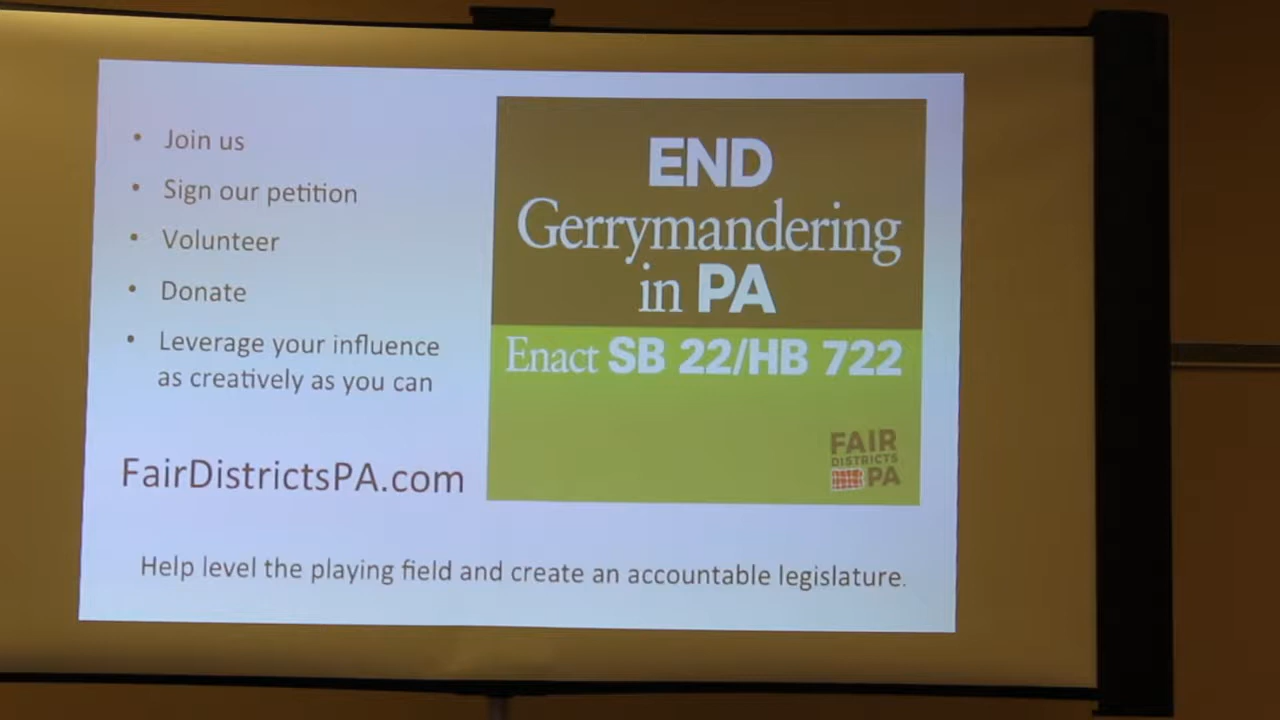 • Join us
• Sign our petition
• Volunteer
• Donate
• Leverage your influence
as creatively as you can
FairDistrictsPA.com
END
Gerrymandering
in PA
Enact SB 22/HB 722
FAIR
DISTRICTS
PA
Help level the playing field and create an accountable legislature.